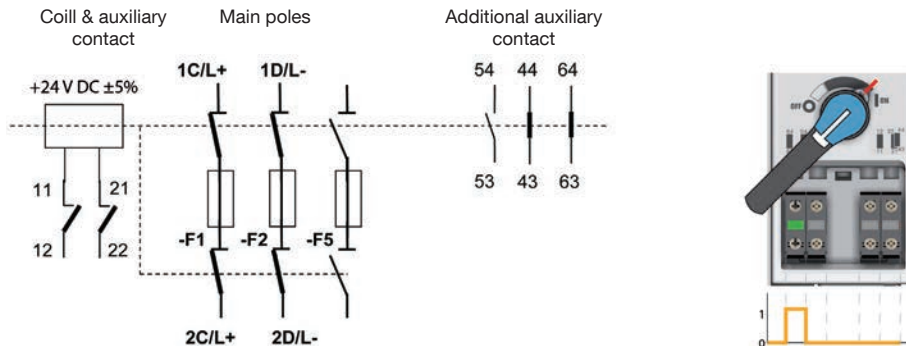 Coill & auxiliary
contact
Main poles
Additional auxiliary
contact
+24 V DC ±5%
1C/L+ 1D/L-
54 44 64
11 21
12 22
53 43 63
-F1 -F2 -F5
2C/L+ 2D/L-
OFF ON
1
0